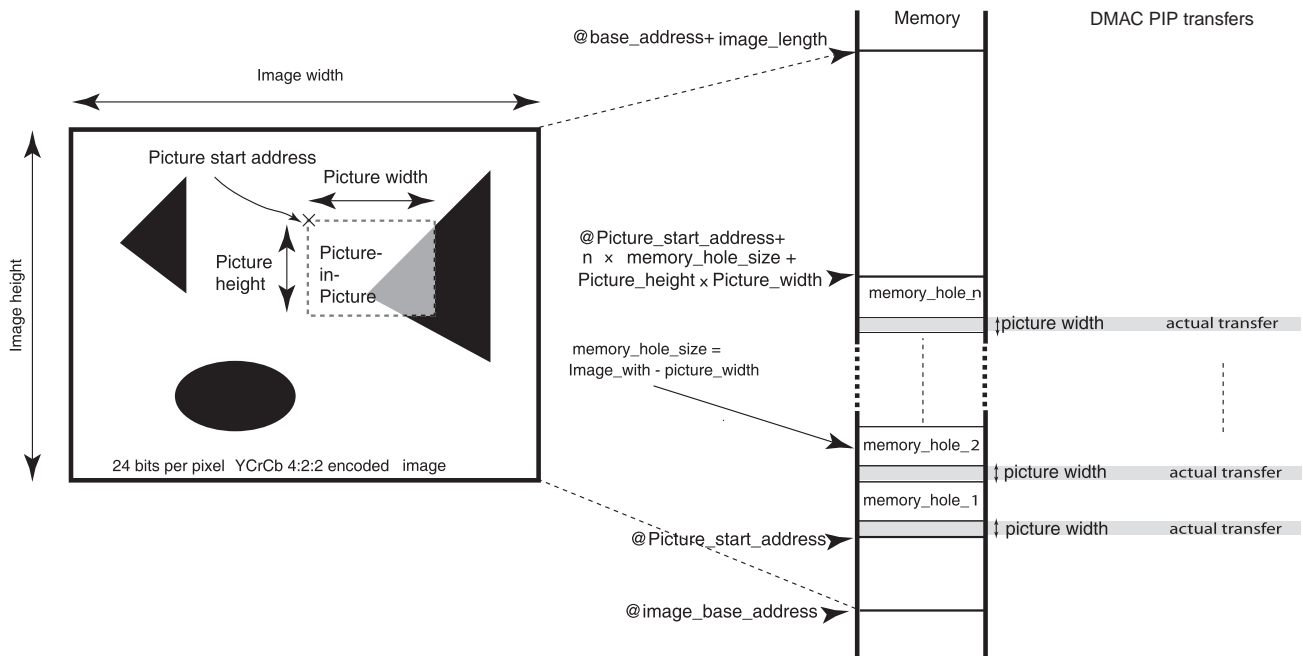 Memory
DMAC PIP transfers
@base_address+ image_length
Image width
Picture start address
Picture width
Picture-
in-
Picture
Picture
height
Image height
24 bits per pixel YCrCb 4:2:2 encoded image
@Picture_start_address+
n x memory_hole_size +
Picture_height x Picture_width
memory_hole_n
picture width
actual transfer
memory_hole_size =
Image_with - picture_width
memory_hole_2
picture width
actual transfer
memory_hole_1
picture width
actual transfer
@Picture_start_address
@image_base_address